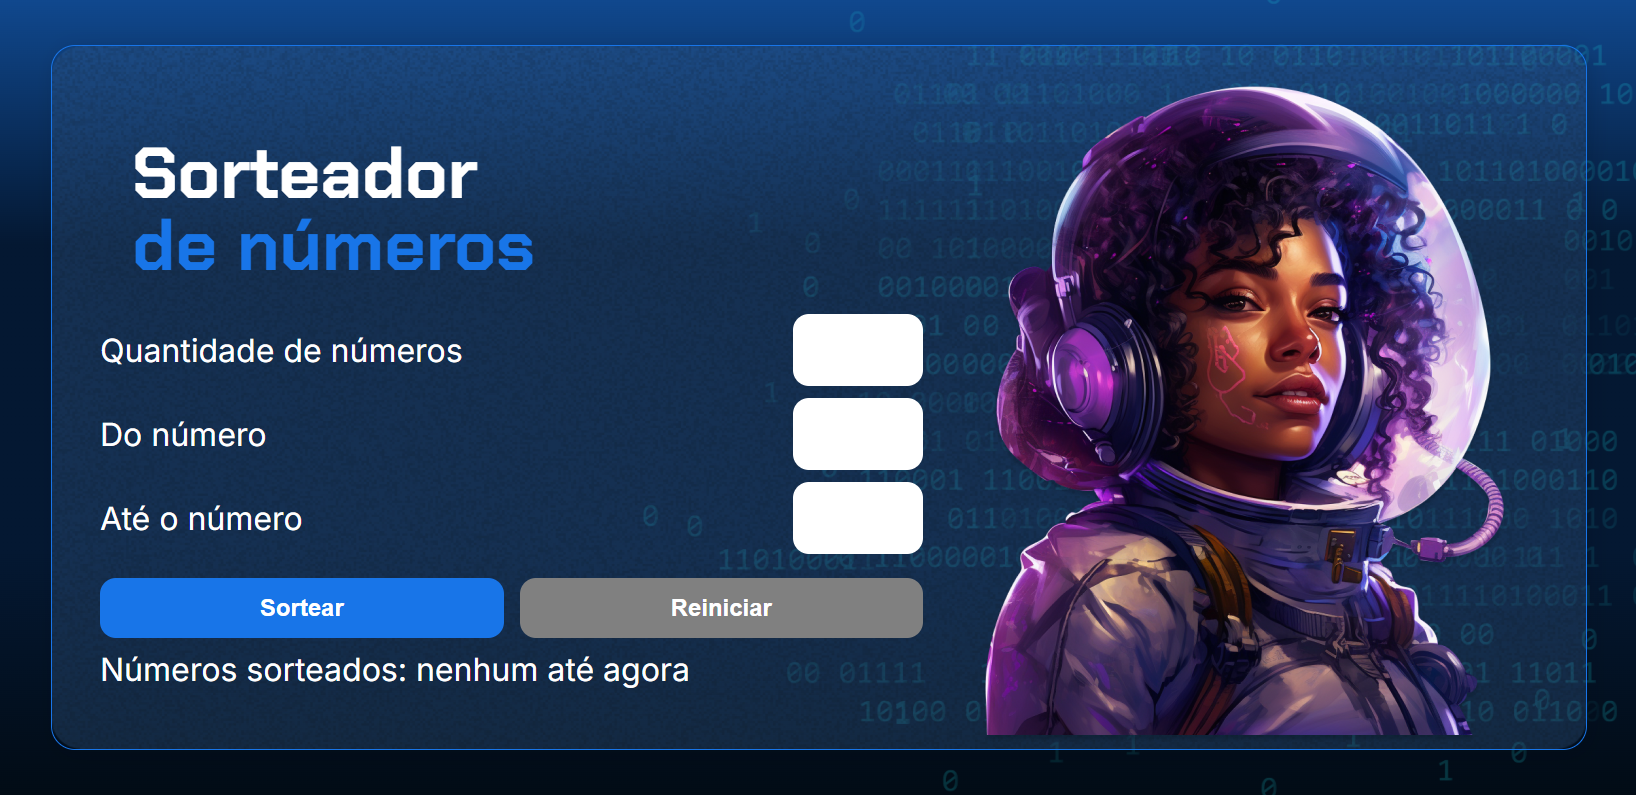 Sorteador
de números
Quantidade de números
Do número
Até o número
Sortear
Reiniciar
Números sorteados: nenhum até agora